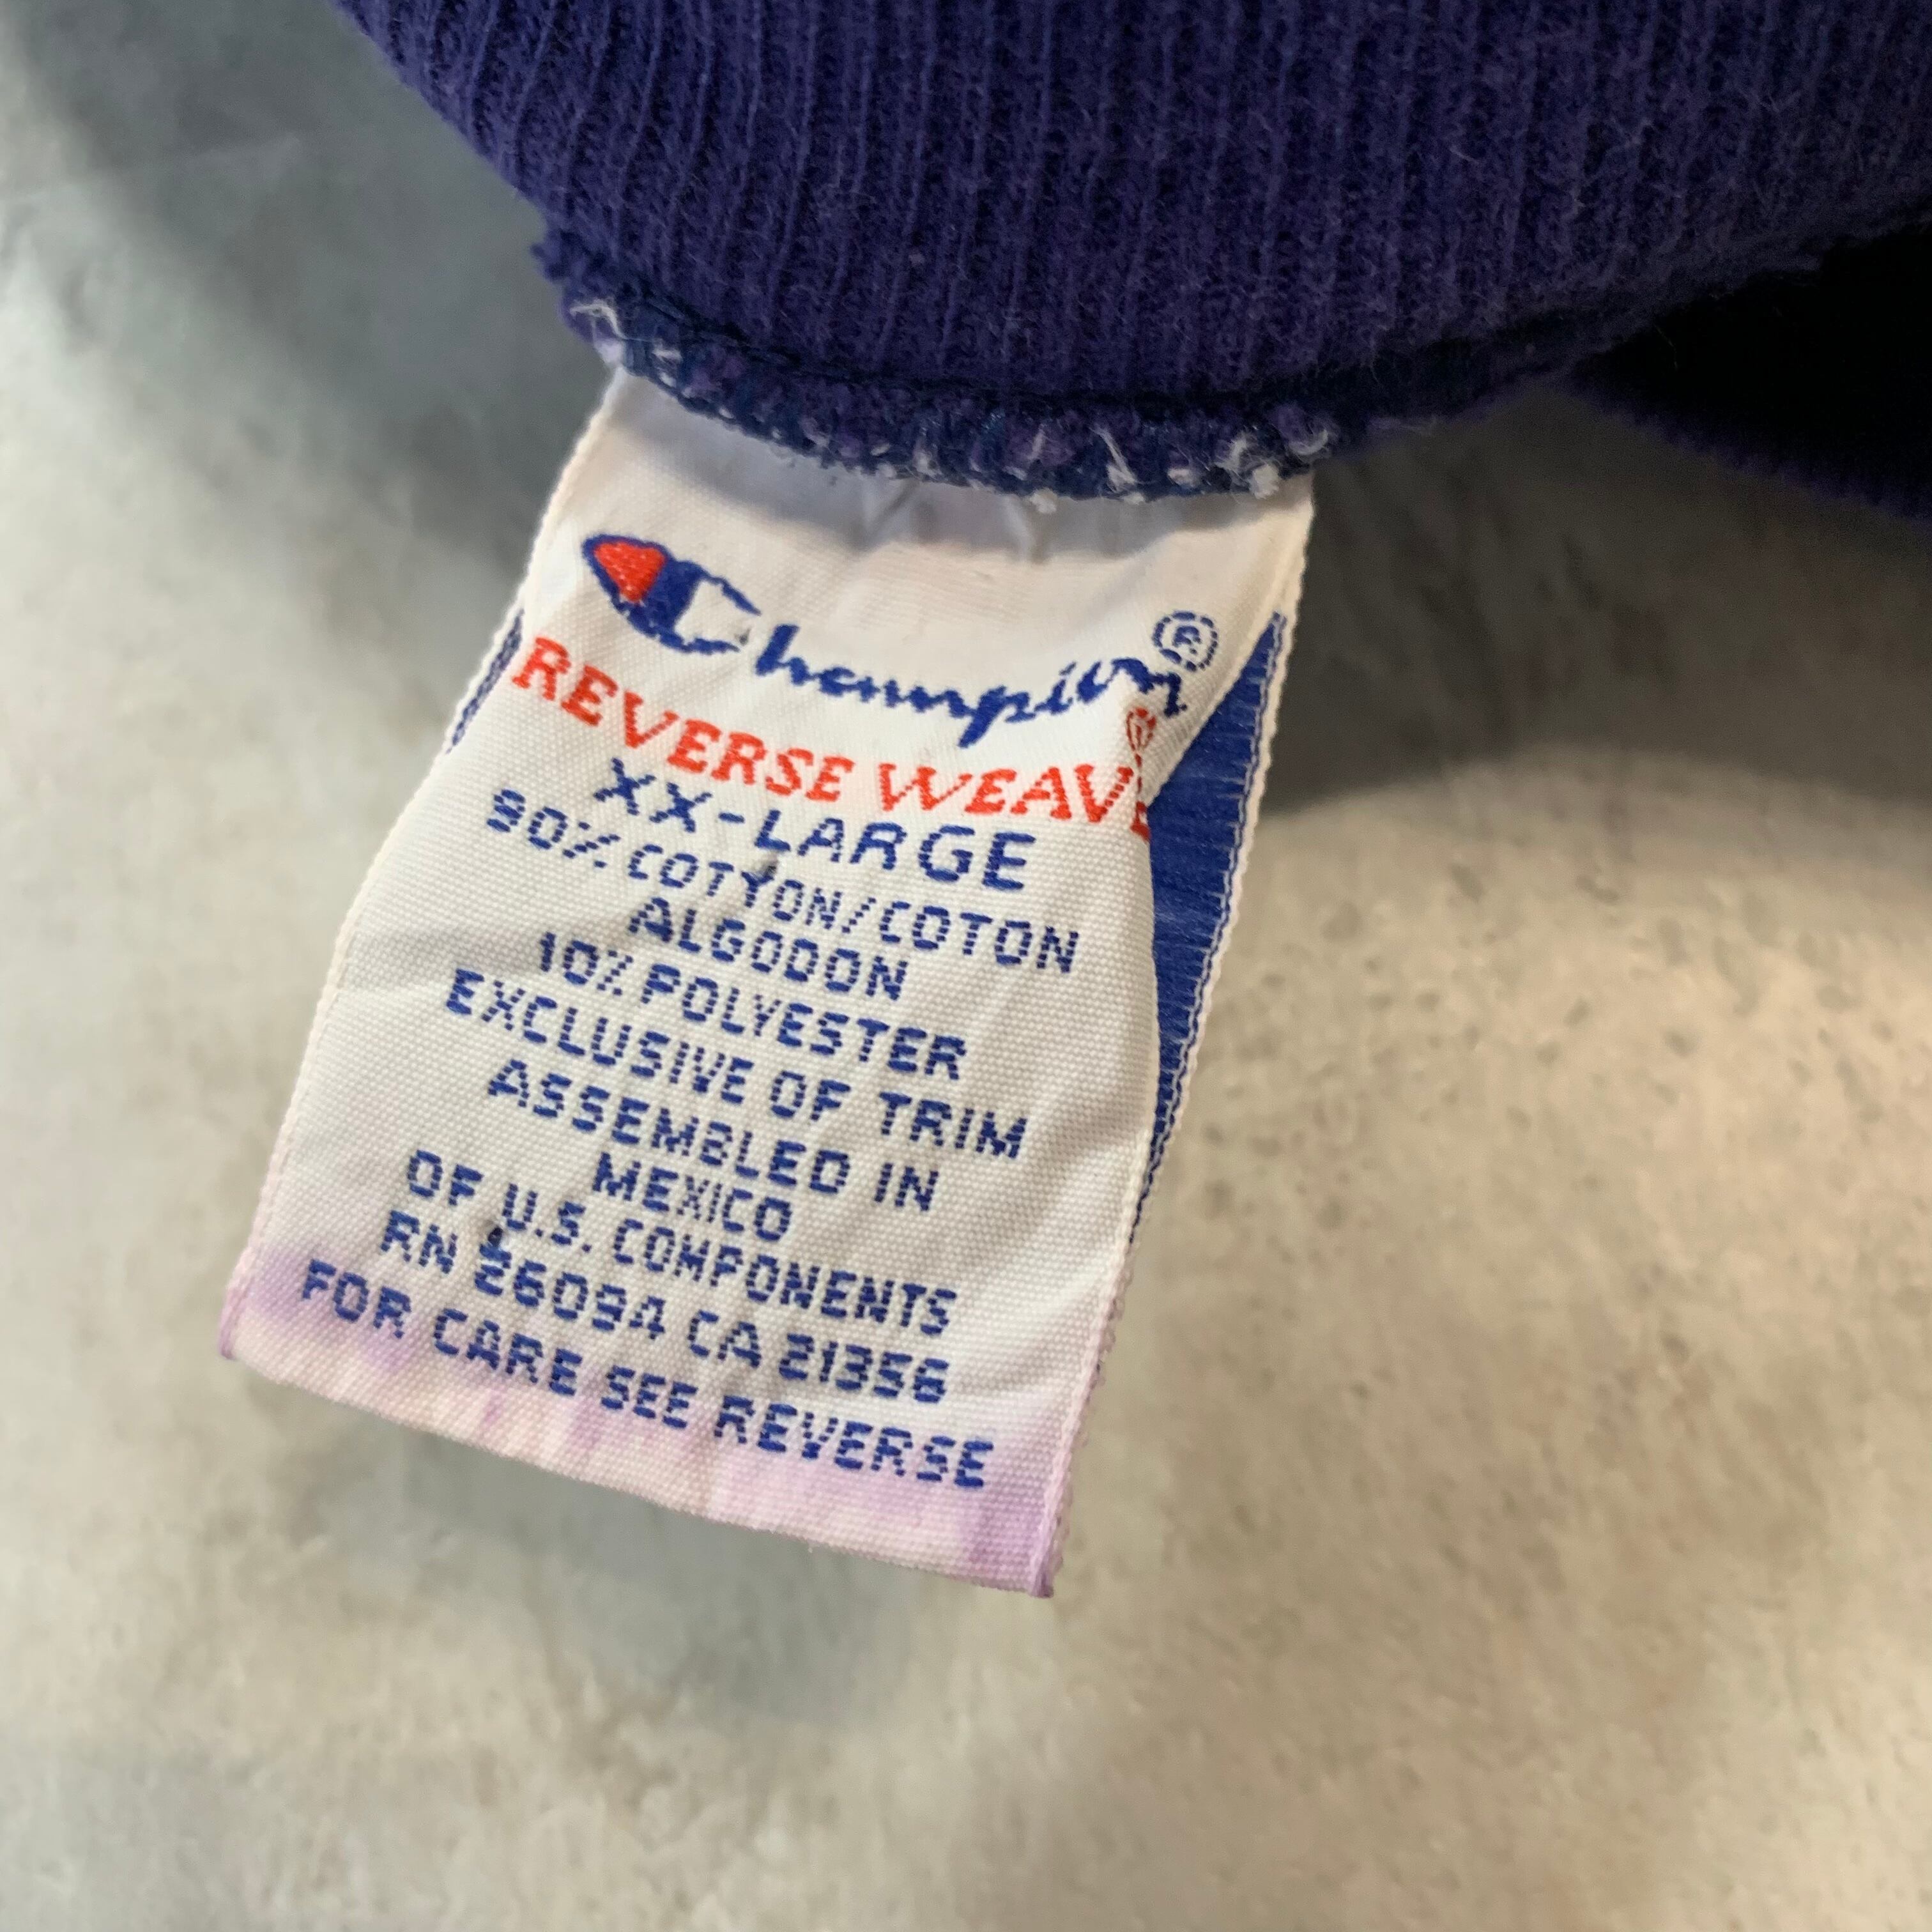 Champion®
REVERSE WEAVE®
XX-LARGE
90% COTTON/COTON
ALGODON
10% POLYESTER
EXCLUSIVE OF TRIM
ASSEMBLED IN
MEXICO
OF U.S. COMPONENTS
RN 26094 CA 21356
FOR CARE SEE REVERSE